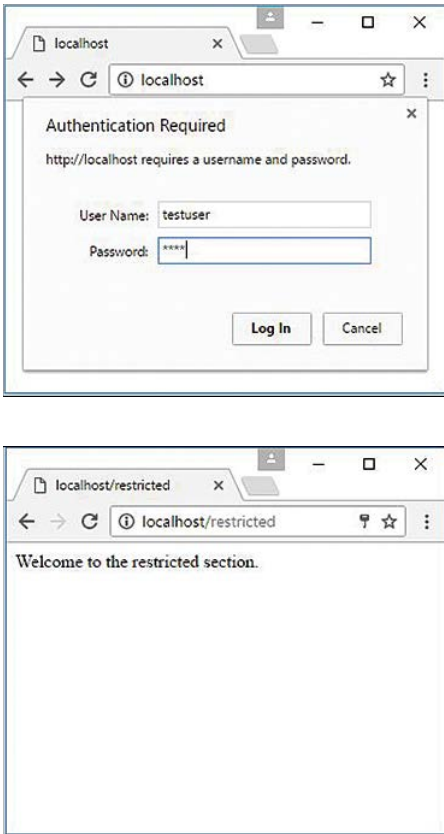 localhost
localhost
Authentication Required
http://localhost requires a username and password.
User Name: testuser
Password: ****
Log In Cancel
localhost/restricted
localhost/restricted
Welcome to the restricted section.